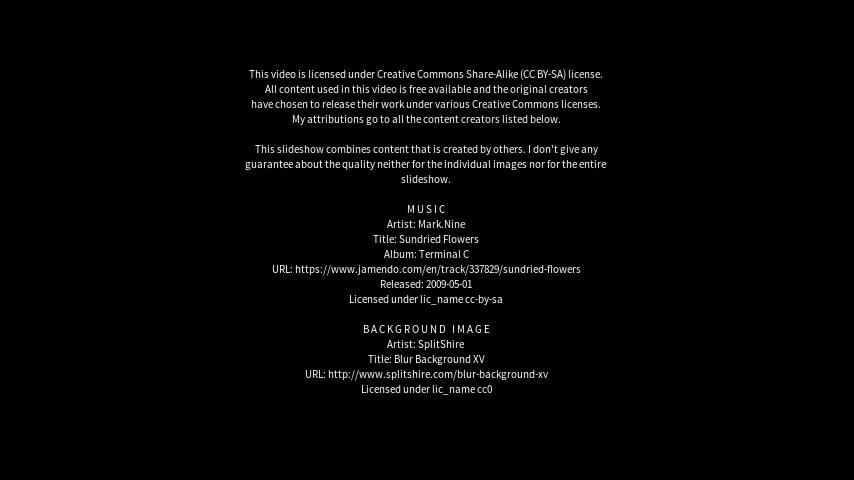 This video is licensed under Creative Commons Share-Alike (CC BY-SA) license.
All content used in this video is free available and the original creators
have chosen to release their work under various Creative Commons licenses.
My attributions go to all the content creators listed below.
This slideshow combines content that is created by others. I don't give any
guarantee about the quality neither for the individual images nor for the entire
slideshow.
MUSIC
Artist: Mark.Nine
Title: Sundried Flowers
Album: Terminal C
URL: https://www.jamendo.com/en/track/337829/sundried-flowers
Released: 2009-05-01
Licensed under lic_name cc-by-sa
BACKGROUND IMAGE
Artist: SplitShire
Title: Blur Background XV
URL: http://www.splitshire.com/blur-background-xv
Licensed under lic_name cc0